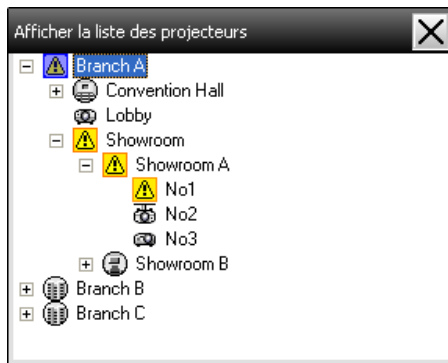 Afficher la liste des projecteurs
Branch A
Convention Hall
Lobby
Showroom
Showroom A
No1
No2
No3
Showroom B
Branch B
Branch C